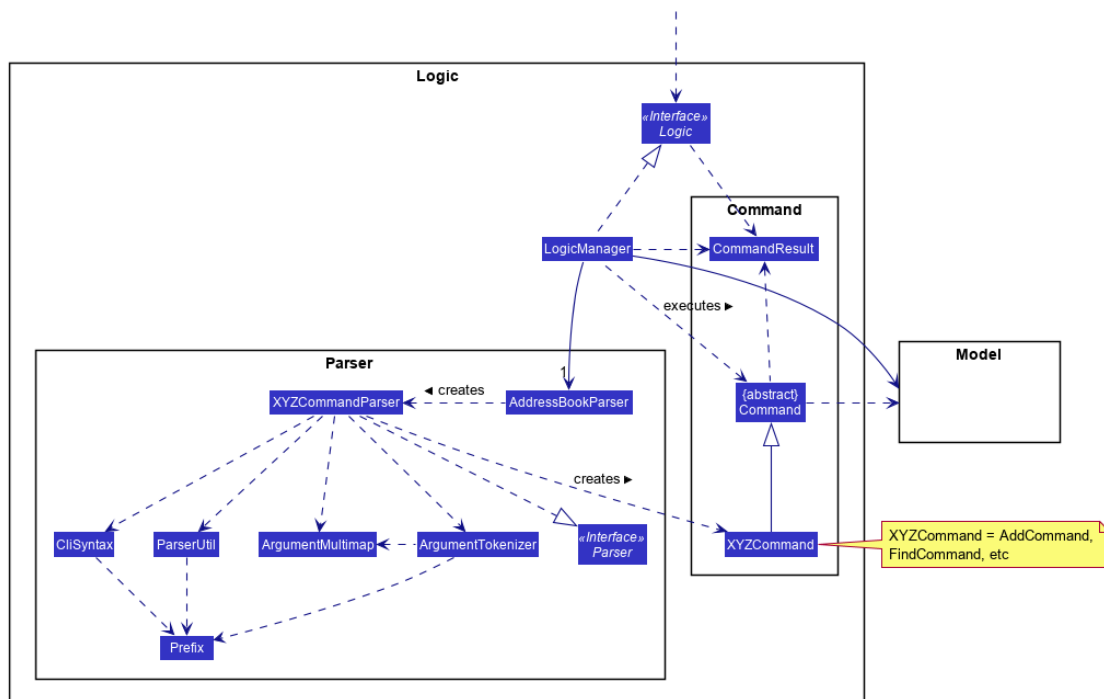 Logic
«Interface»
Logic
Command
LogicManager
CommandResult
executes ►
Model
Parser
1
◄ creates
XYZCommandParser
AddressBookParser
{abstract}
Command
creates ►
CliSyntax
ParserUtil
ArgumentMultimap
ArgumentTokenizer
«Interface»
Parser
XYZCommand
XYZCommand = AddCommand,
FindCommand, etc
Prefix